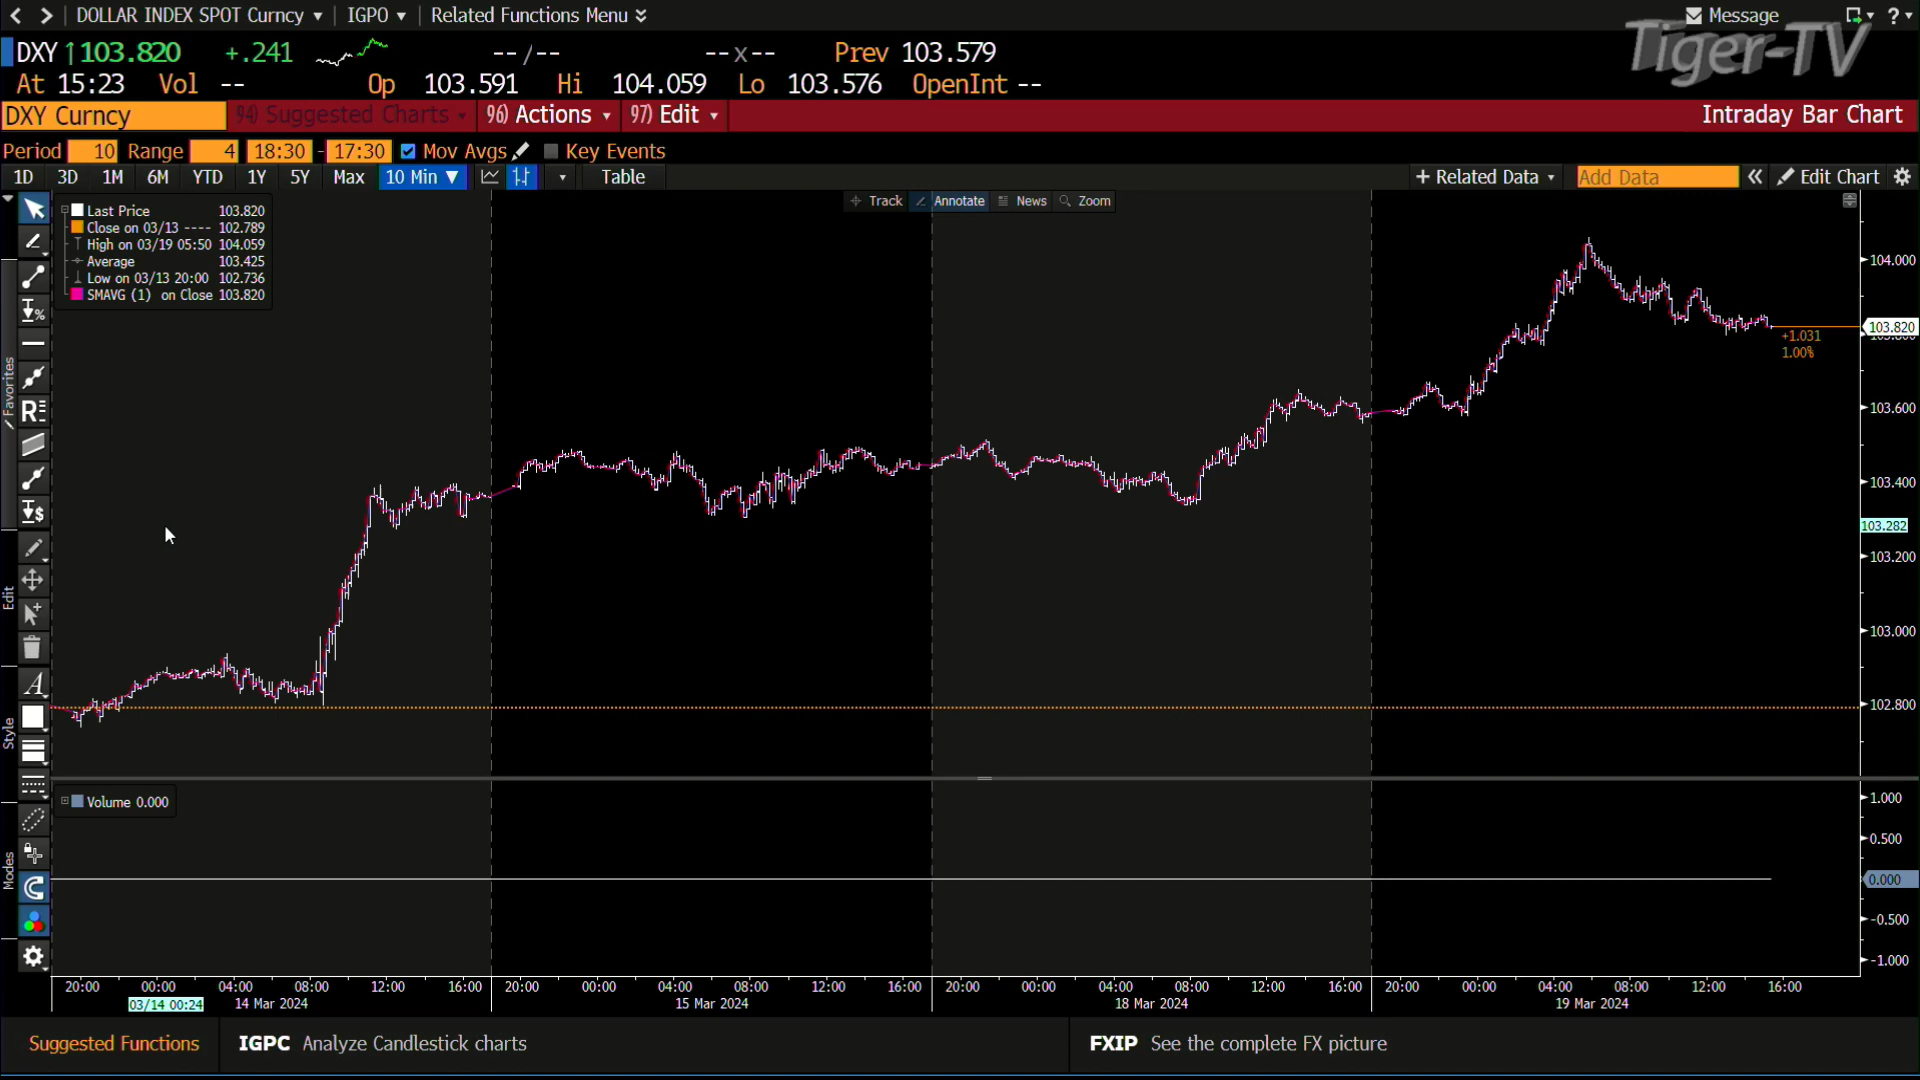 DOLLAR INDEX SPOT Curncy
IGPO
Related Functions Menu
Message
?
Tiger-TV
DXY ↑103.820 +.241 --/-- --x-- Prev 103.579
At 15:23 Vol -- Op 103.591 Hi 104.059 Lo 103.576 OpenInt --
DXY Curncy 94) Suggested Charts 96) Actions 97) Edit Intraday Bar Chart
Period 10 Range 4 18:30 - 17:30 Mov Avgs Key Events
1D 3D 1M 6M YTD 1Y 5Y Max 10 Min ▼ Table + Related Data Add Data « Edit Chart
Track Annotate News Zoom
Last Price 103.820
Close on 03/13 ---- 102.789
High on 03/19 05:50 104.059
Average 103.425
Low on 03/13 20:00 102.736
SMAVG (1) on Close 103.820
Favorites
Edit
Style
Modes
%
R
$
A
104.000
103.820
103.800
+1.031
1.00%
103.600
103.400
103.282
103.200
103.000
102.800
Volume 0.000
1.000
0.500
0.000
-0.500
-1.000
20:00 00:00 04:00 08:00 12:00 16:00 20:00 00:00 04:00 08:00 12:00 16:00 20:00 00:00 04:00 08:00 12:00 16:00 20:00 00:00 04:00 08:00 12:00 16:00
03/14 00:24 14 Mar 2024 15 Mar 2024 18 Mar 2024 19 Mar 2024
Suggested Functions IGPC Analyze Candlestick charts FXIP See the complete FX picture